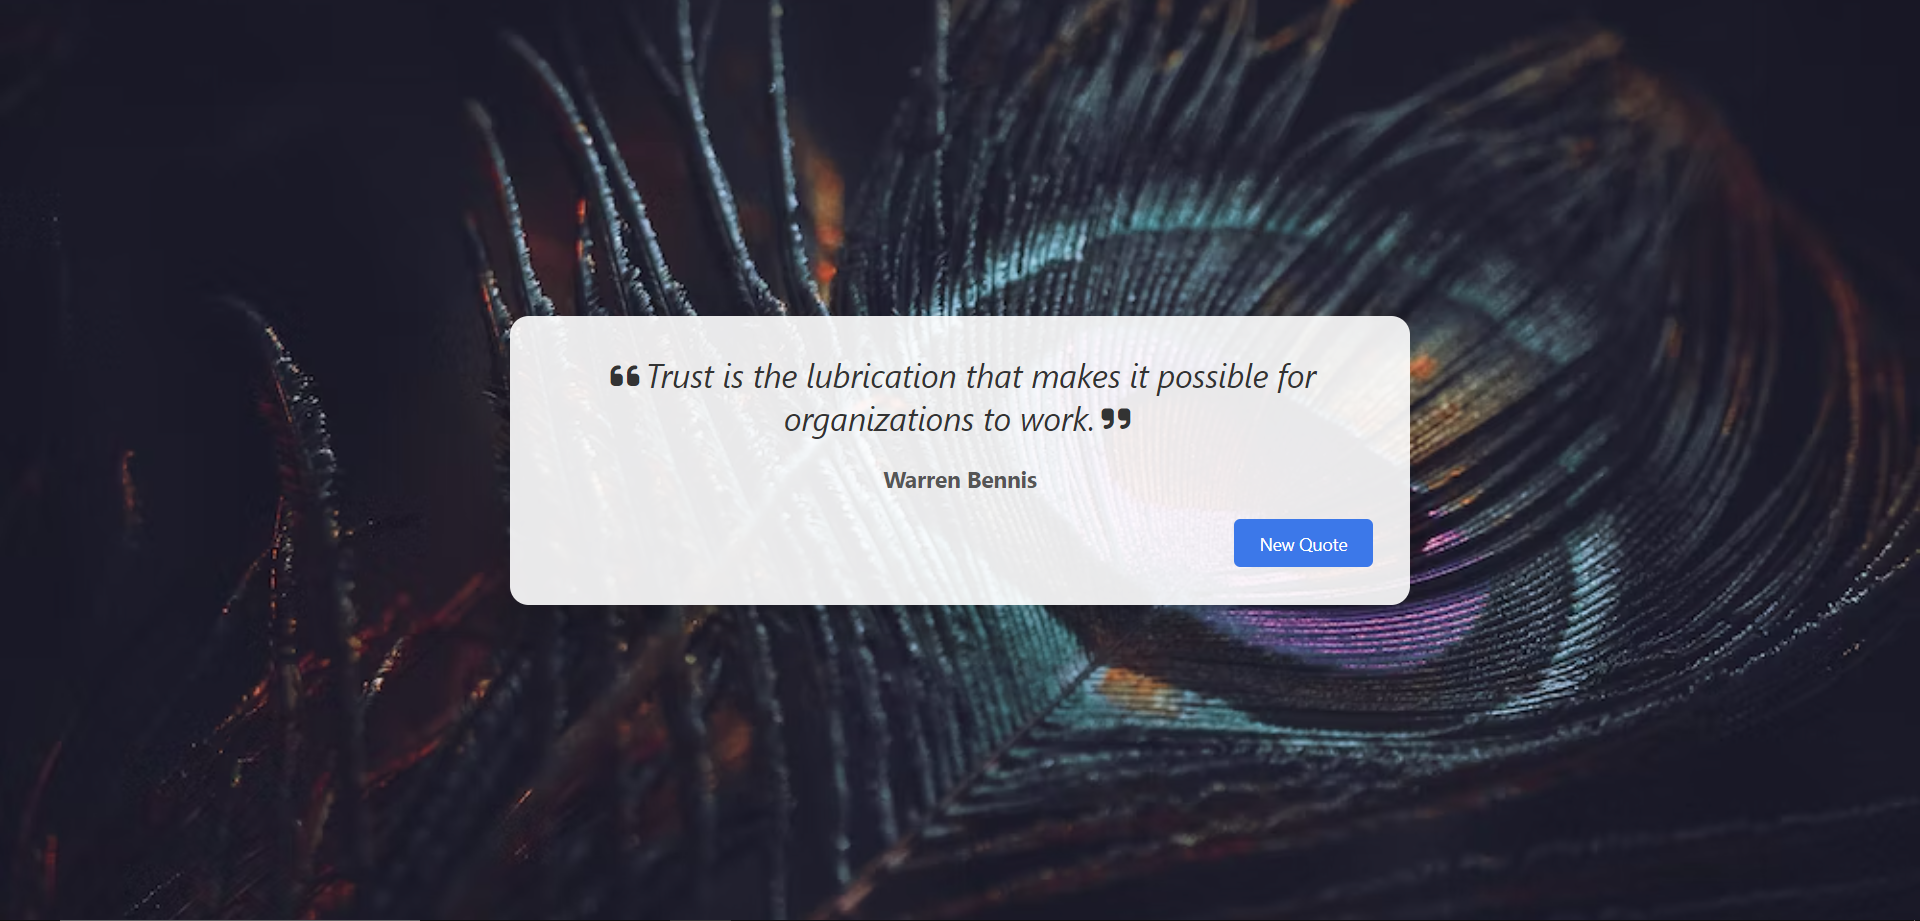 ❝ Trust is the lubrication that makes it possible for
organizations to work. ❞
Warren Bennis
New Quote